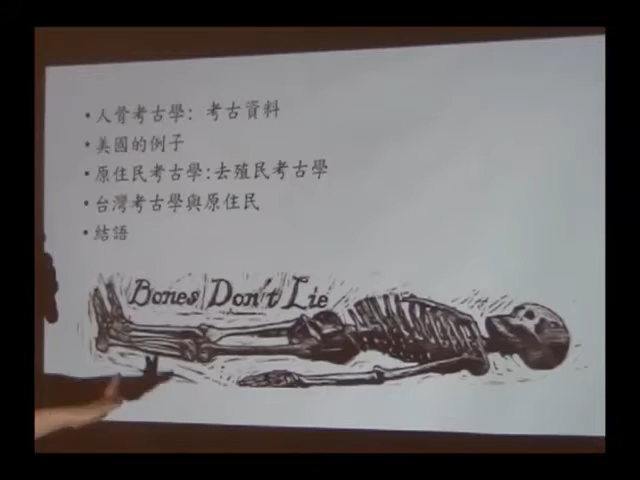 •人骨考古學: 考古資料
•美國的例子
•原住民考古學:去殖民考古學
•台灣考古學與原住民
•結語
Bones Don't Lie